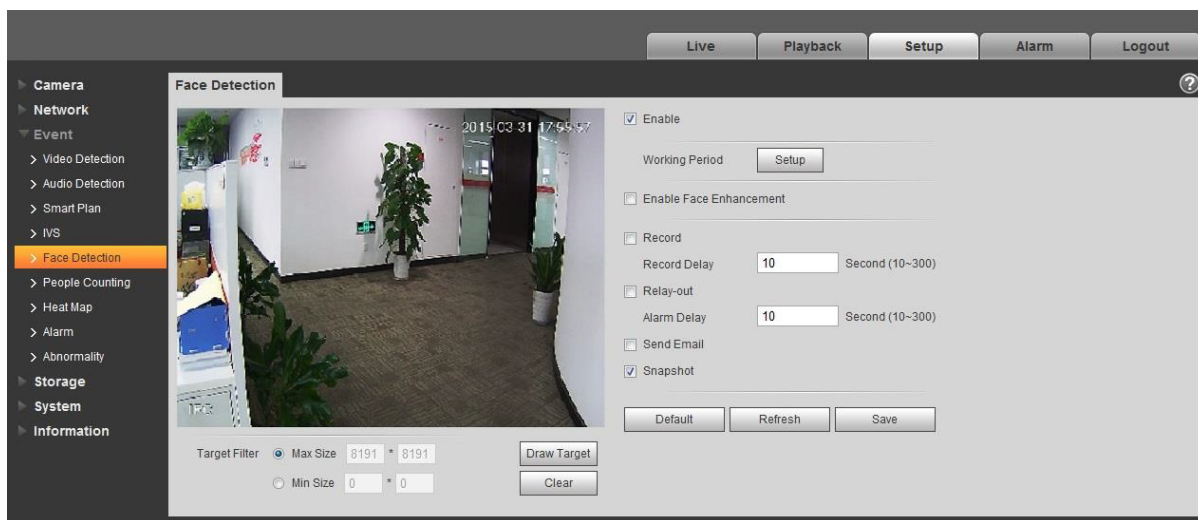 Live Playback Setup Alarm Logout
Camera
Network
Event
Video Detection
Audio Detection
Smart Plan
IVS
Face Detection
People Counting
Heat Map
Alarm
Abnormality
Storage
System
Information
Face Detection
?
2015-03-31 17:55:57
IPC
Target Filter Max Size 8191 * 8191 Draw Target
Min Size 0 * 0 Clear
Enable
Working Period Setup
Enable Face Enhancement
Record
Record Delay 10 Second (10~300)
Relay-out
Alarm Delay 10 Second (10~300)
Send Email
Snapshot
Default Refresh Save